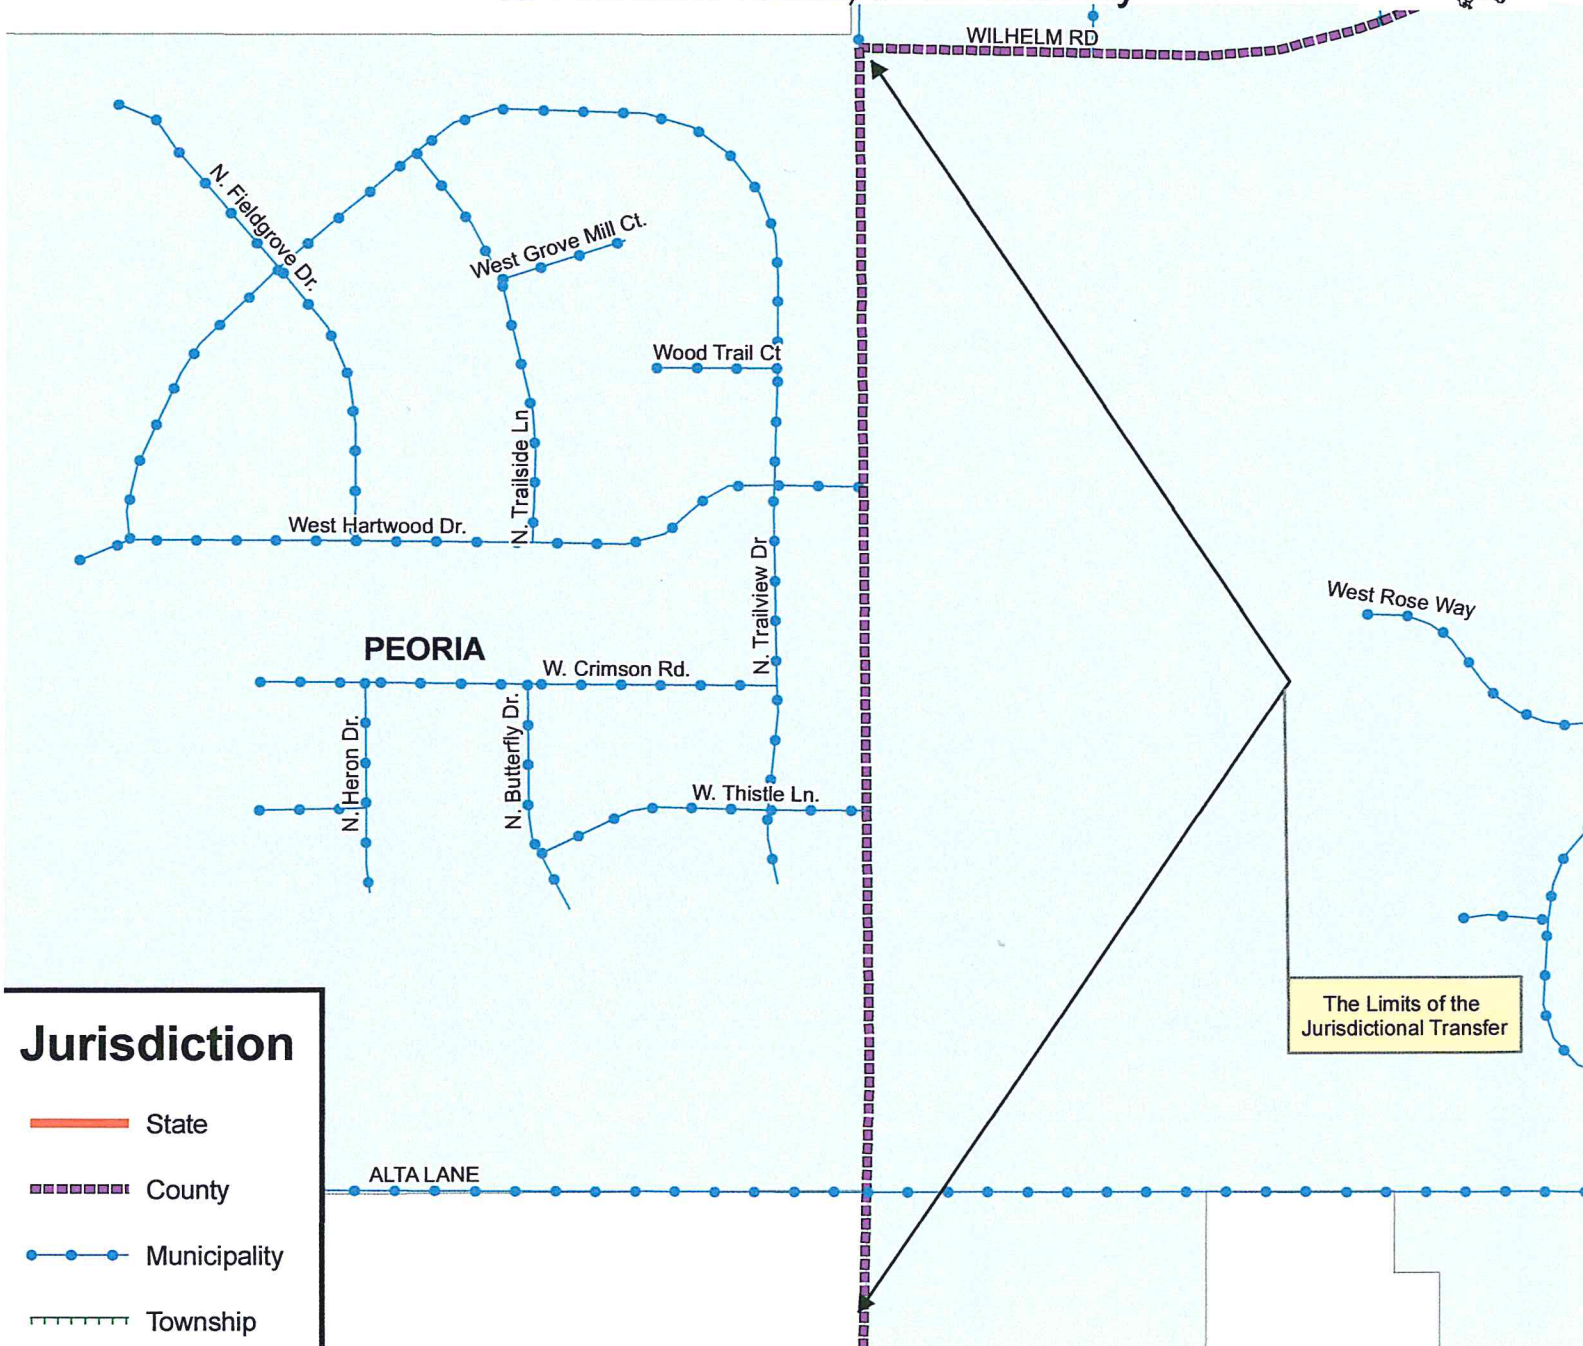 WILHELM RD
N. Fieldgrove Dr.
West Grove Mill Ct.
Wood Trail Ct
N. Trailside Ln
West Hartwood Dr.
N. Trailview Dr
West Rose Way
PEORIA
W. Crimson Rd.
N. Heron Dr.
N. Butterfly Dr.
W. Thistle Ln.
The Limits of the
Jurisdictional Transfer
Jurisdiction
State
ALTA LANE
County
Municipality
Township